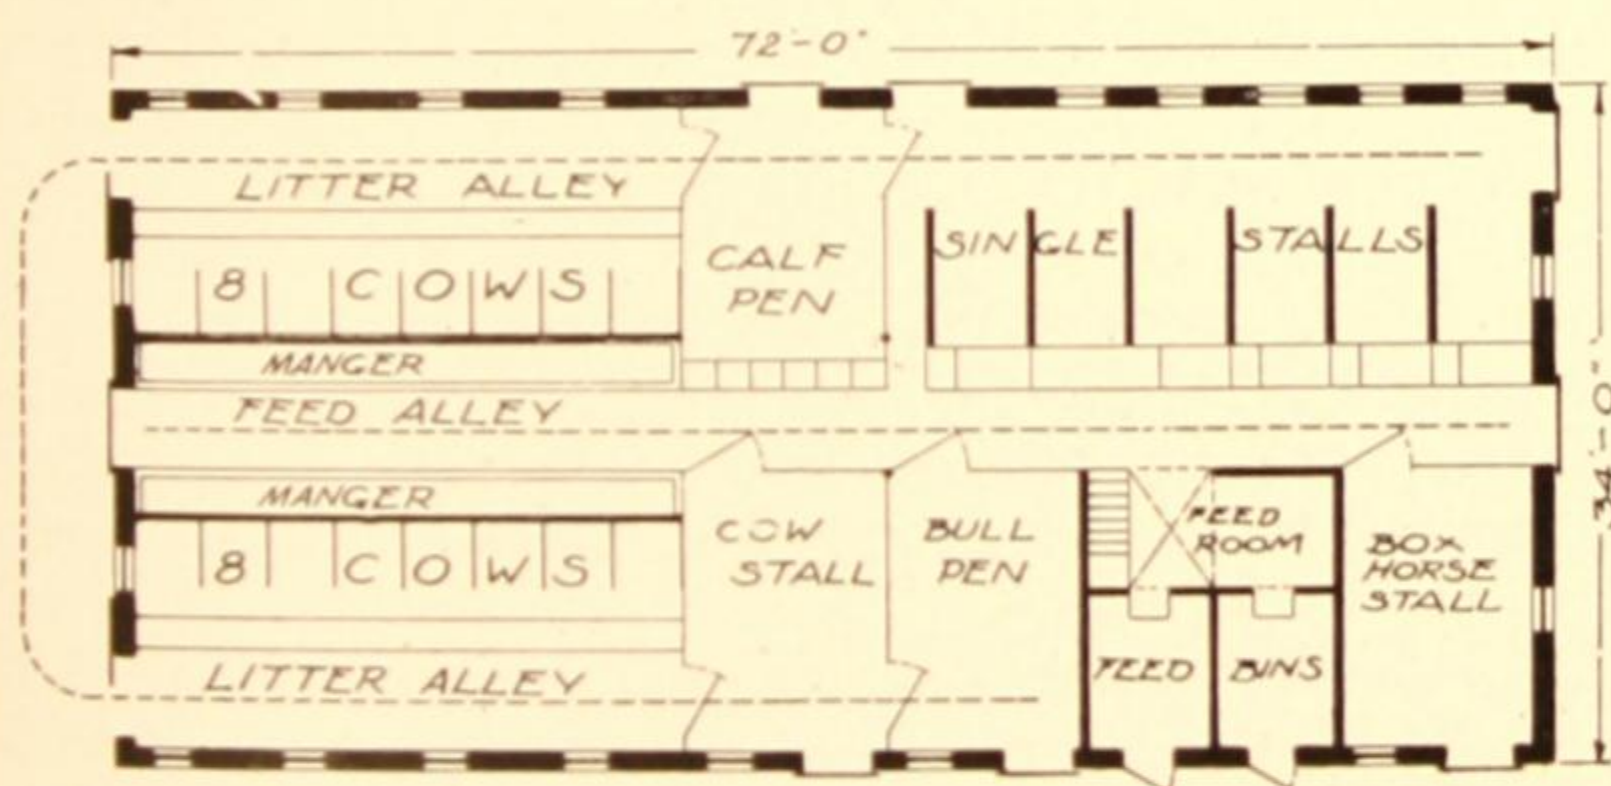 72'-0"
LITTER ALLEY
8 COWS
MANGER
CALF
PEN
SINGLE STALLS
FEED ALLEY
34'-0"
MANGER
8 COWS
LITTER ALLEY
COW
STALL
BULL
PEN
FEED
ROOM
FEED BINS
BOX
HORSE
STALL